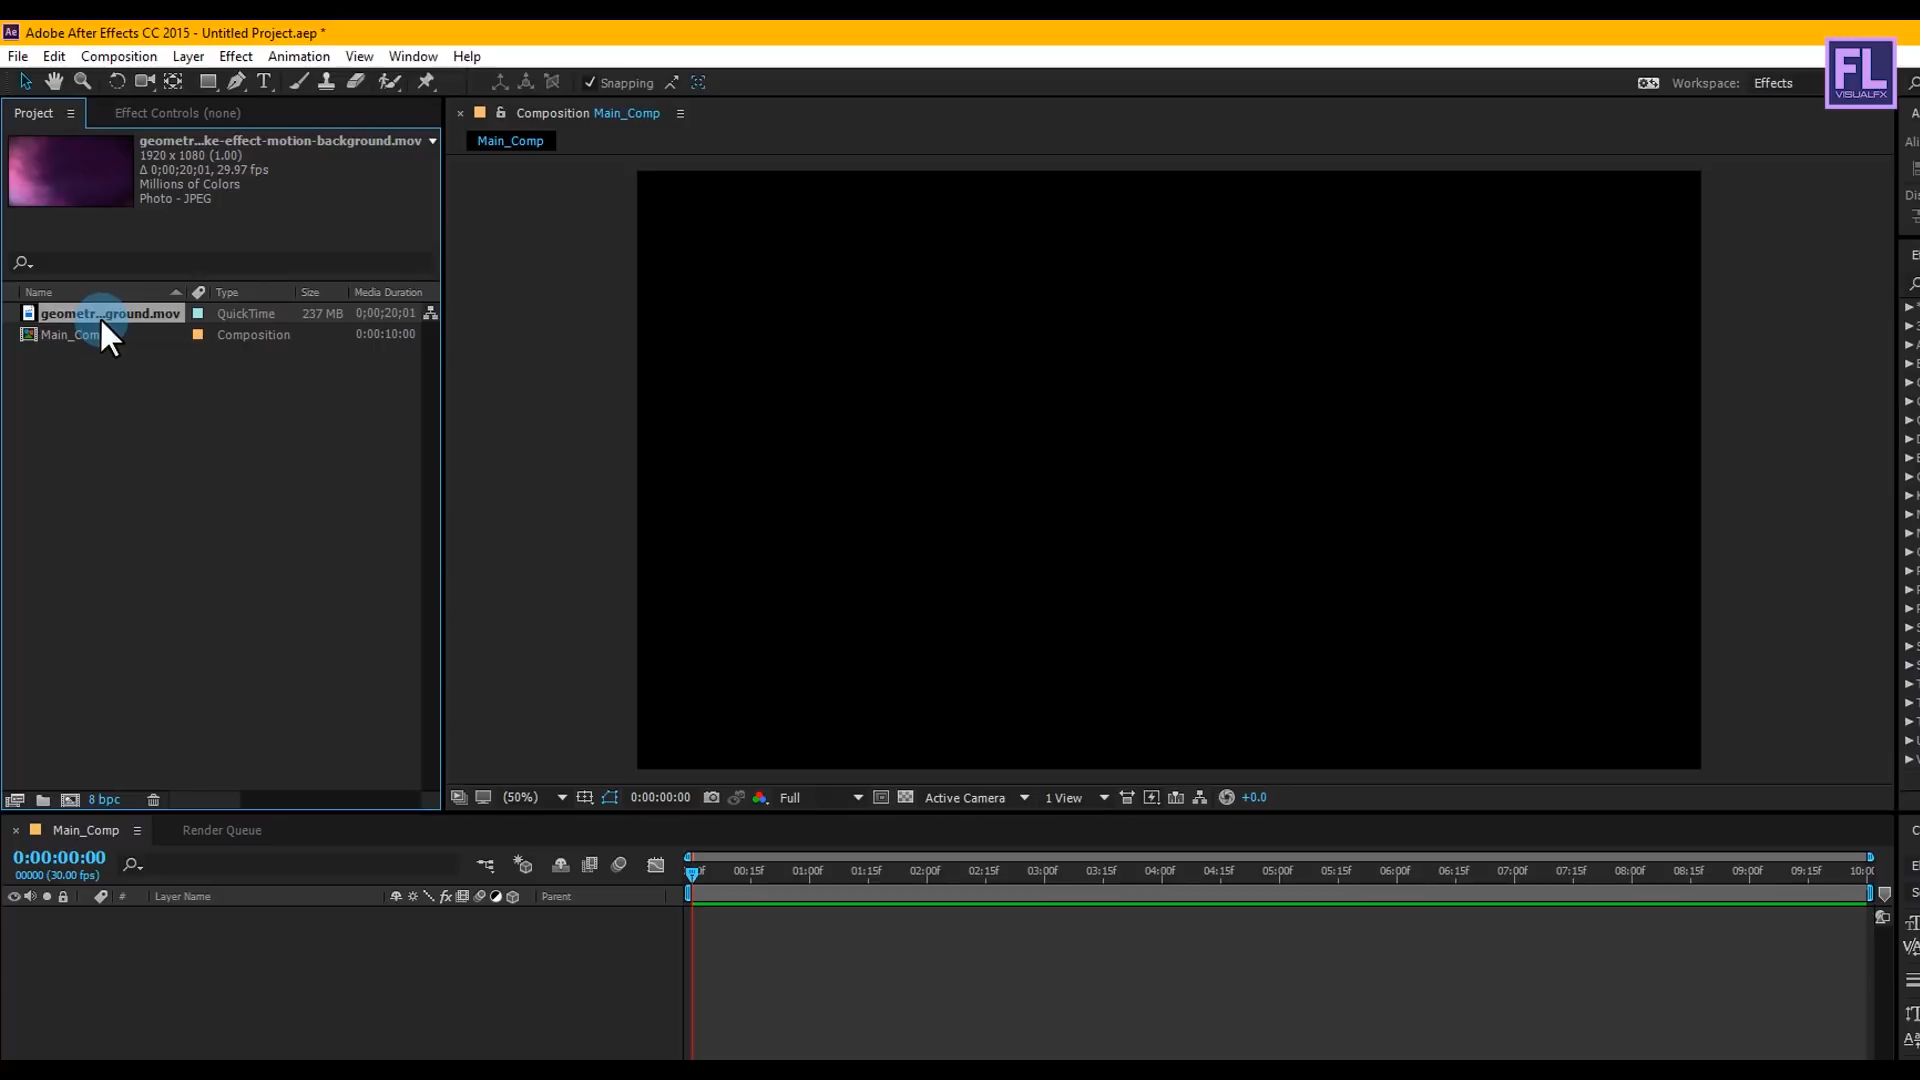 Ae Adobe After Effects CC 2015 - Untitled Project.aep *
File Edit Composition Layer Effect Animation View Window Help
T Snapping Workspace: Effects
FL
VISUALFX
Project Effect Controls (none)
× Composition Main_Comp
Main_Comp
geometr...ke-effect-motion-background.mov
1920 x 1080 (1.00)
Δ 0;00;20;01, 29.97 fps
Millions of Colors
Photo - JPEG
Name Type Size Media Duration
geometr...ground.mov QuickTime 237 MB 0;00;20;01
Main_Com Composition 0:00:10:00
8 bpc
(50%) 0:00:00:00 Full Active Camera 1 View +0.0
× Main_Comp Render Queue
0:00:00:00
00000 (30.00 fps)
00:15f 01:00f 01:15f 02:00f 02:15f 03:00f 03:15f 04:00f 04:15f 05:00f 05:15f 06:00f 06:15f 07:00f 07:15f 08:00f 08:15f 09:00f 09:15f 10:0
# Layer Name fx Parent